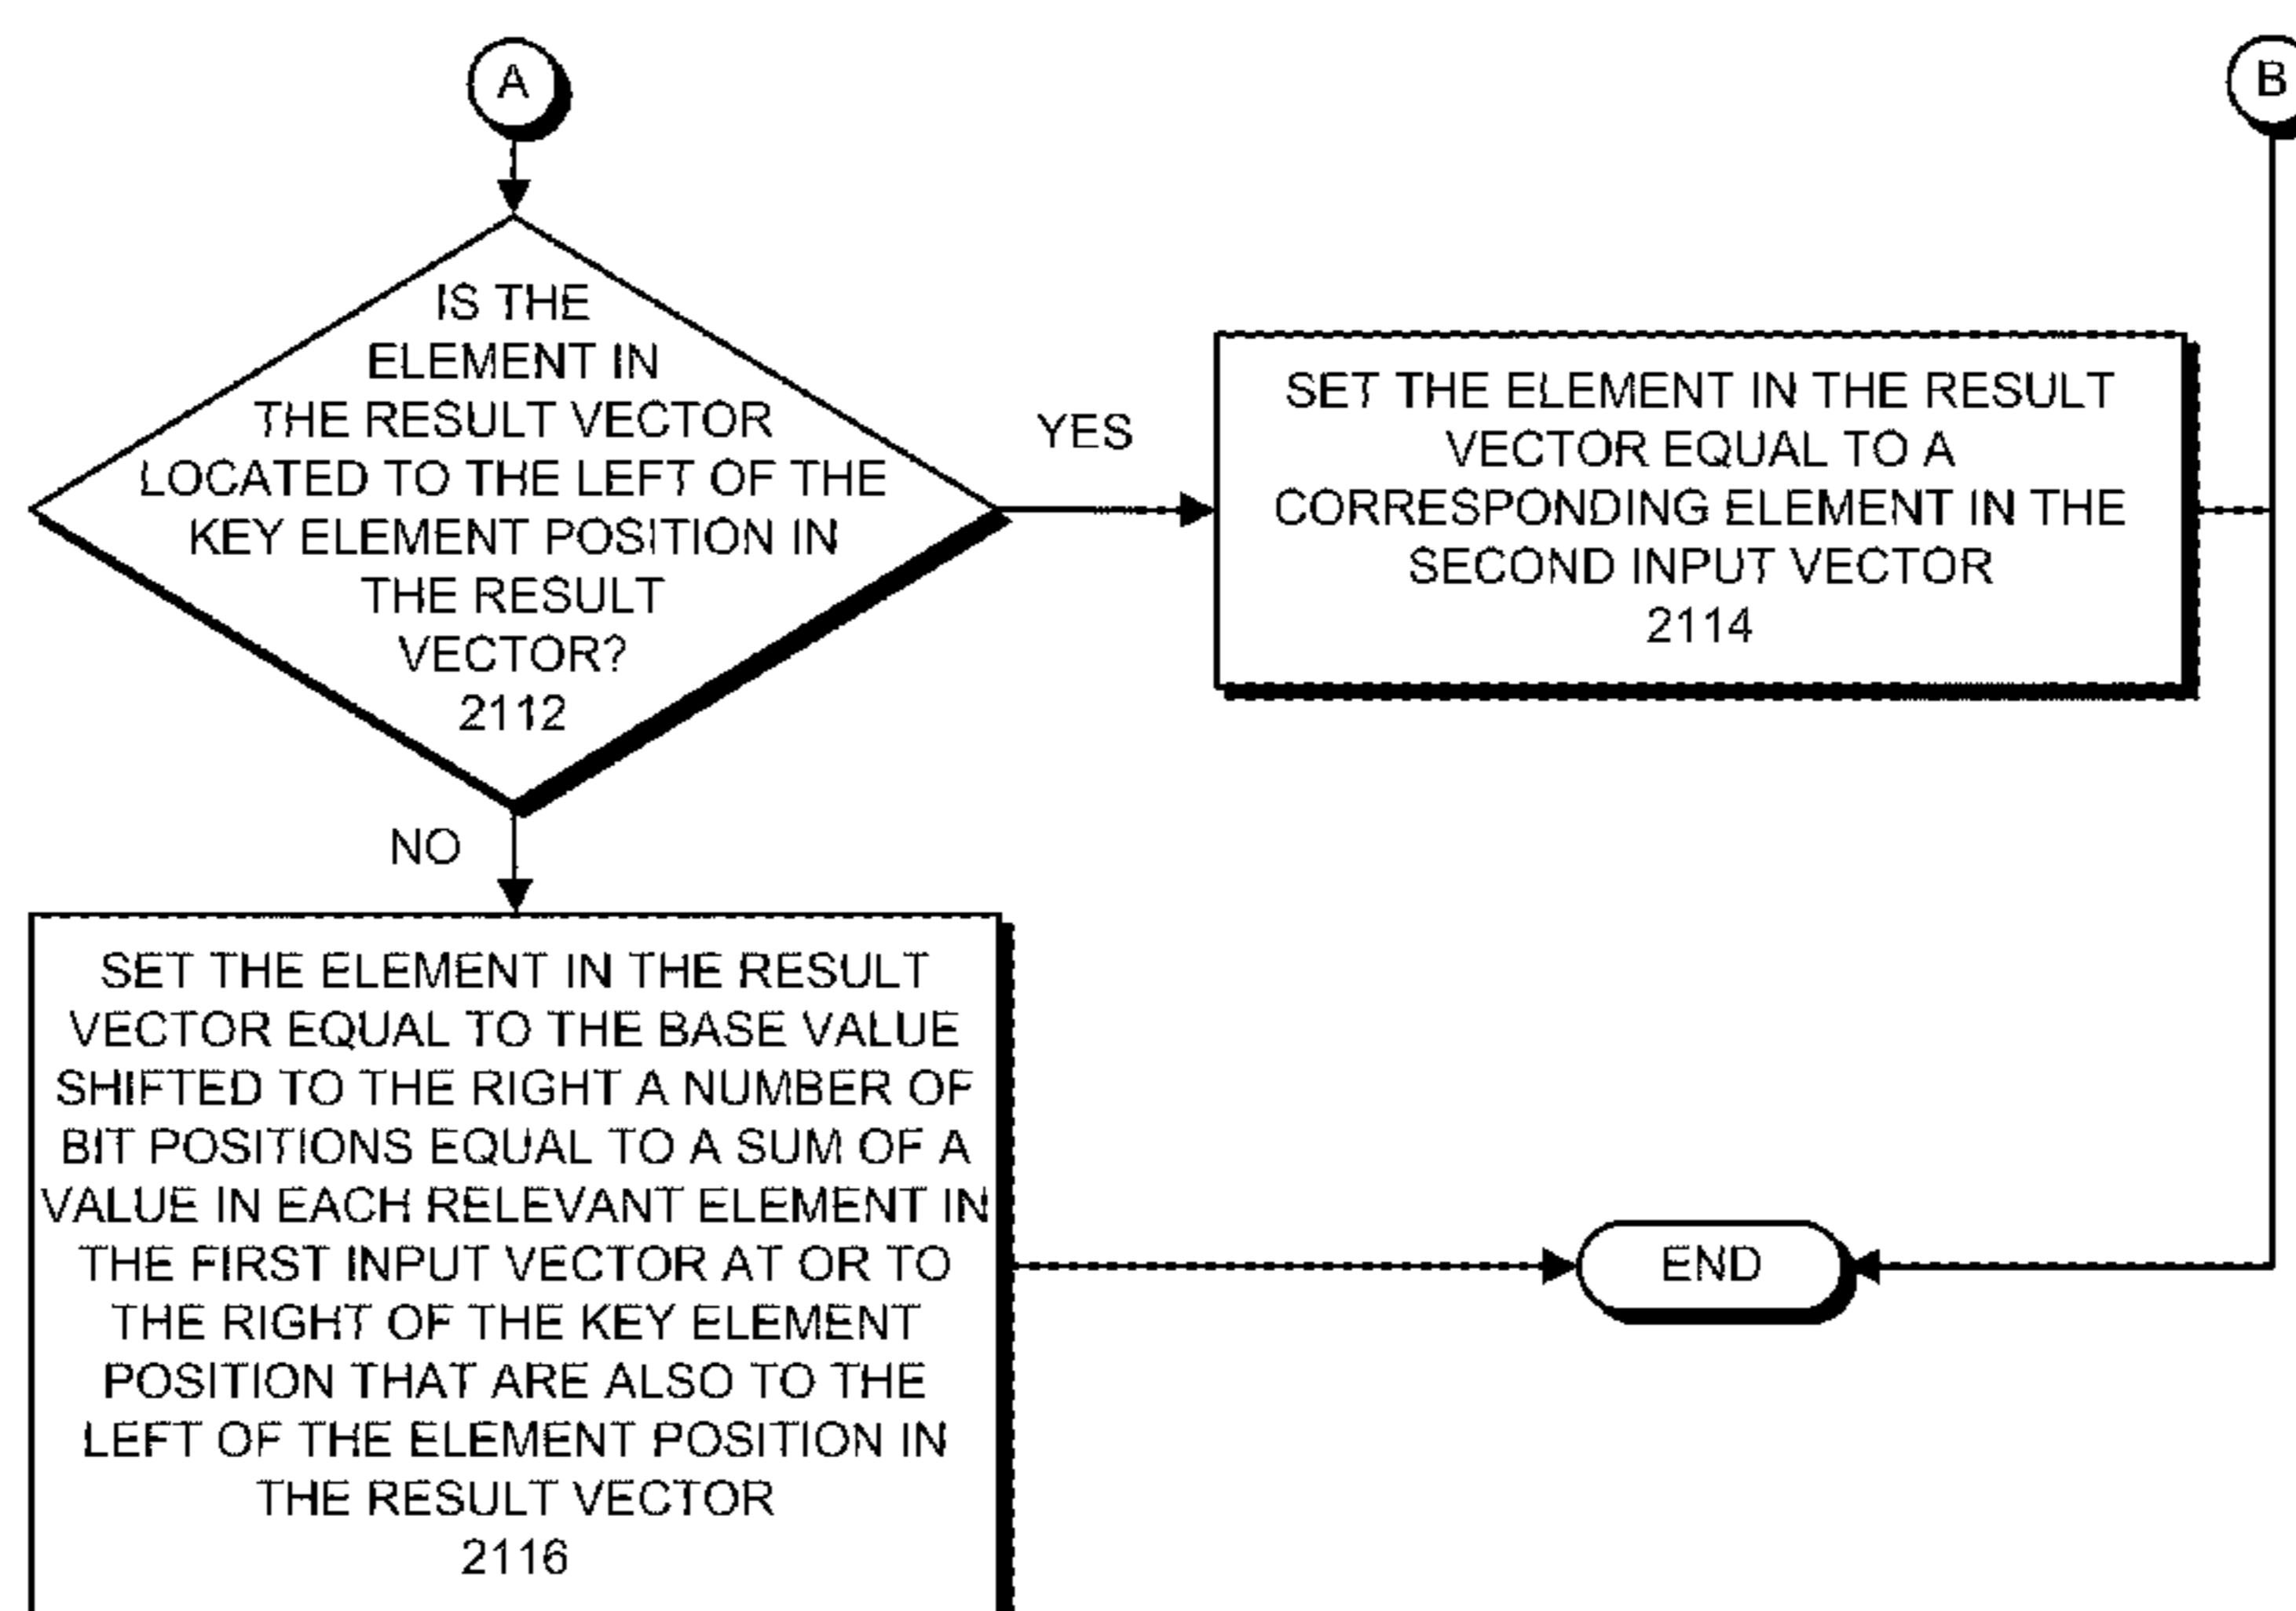 A
B
IS THE
ELEMENT IN
THE RESULT VECTOR
LOCATED TO THE LEFT OF THE
KEY ELEMENT POSITION IN
THE RESULT
VECTOR?
2112
YES
SET THE ELEMENT IN THE RESULT
VECTOR EQUAL TO A
CORRESPONDING ELEMENT IN THE
SECOND INPUT VECTOR
2114
NO
SET THE ELEMENT IN THE RESULT
VECTOR EQUAL TO THE BASE VALUE
SHIFTED TO THE RIGHT A NUMBER OF
BIT POSITIONS EQUAL TO A SUM OF A
VALUE IN EACH RELEVANT ELEMENT IN
THE FIRST INPUT VECTOR AT OR TO
THE RIGHT OF THE KEY ELEMENT
POSITION THAT ARE ALSO TO THE
LEFT OF THE ELEMENT POSITION IN
THE RESULT VECTOR
2116
END